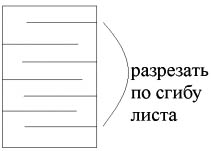 разрезать
по сгибу
листа